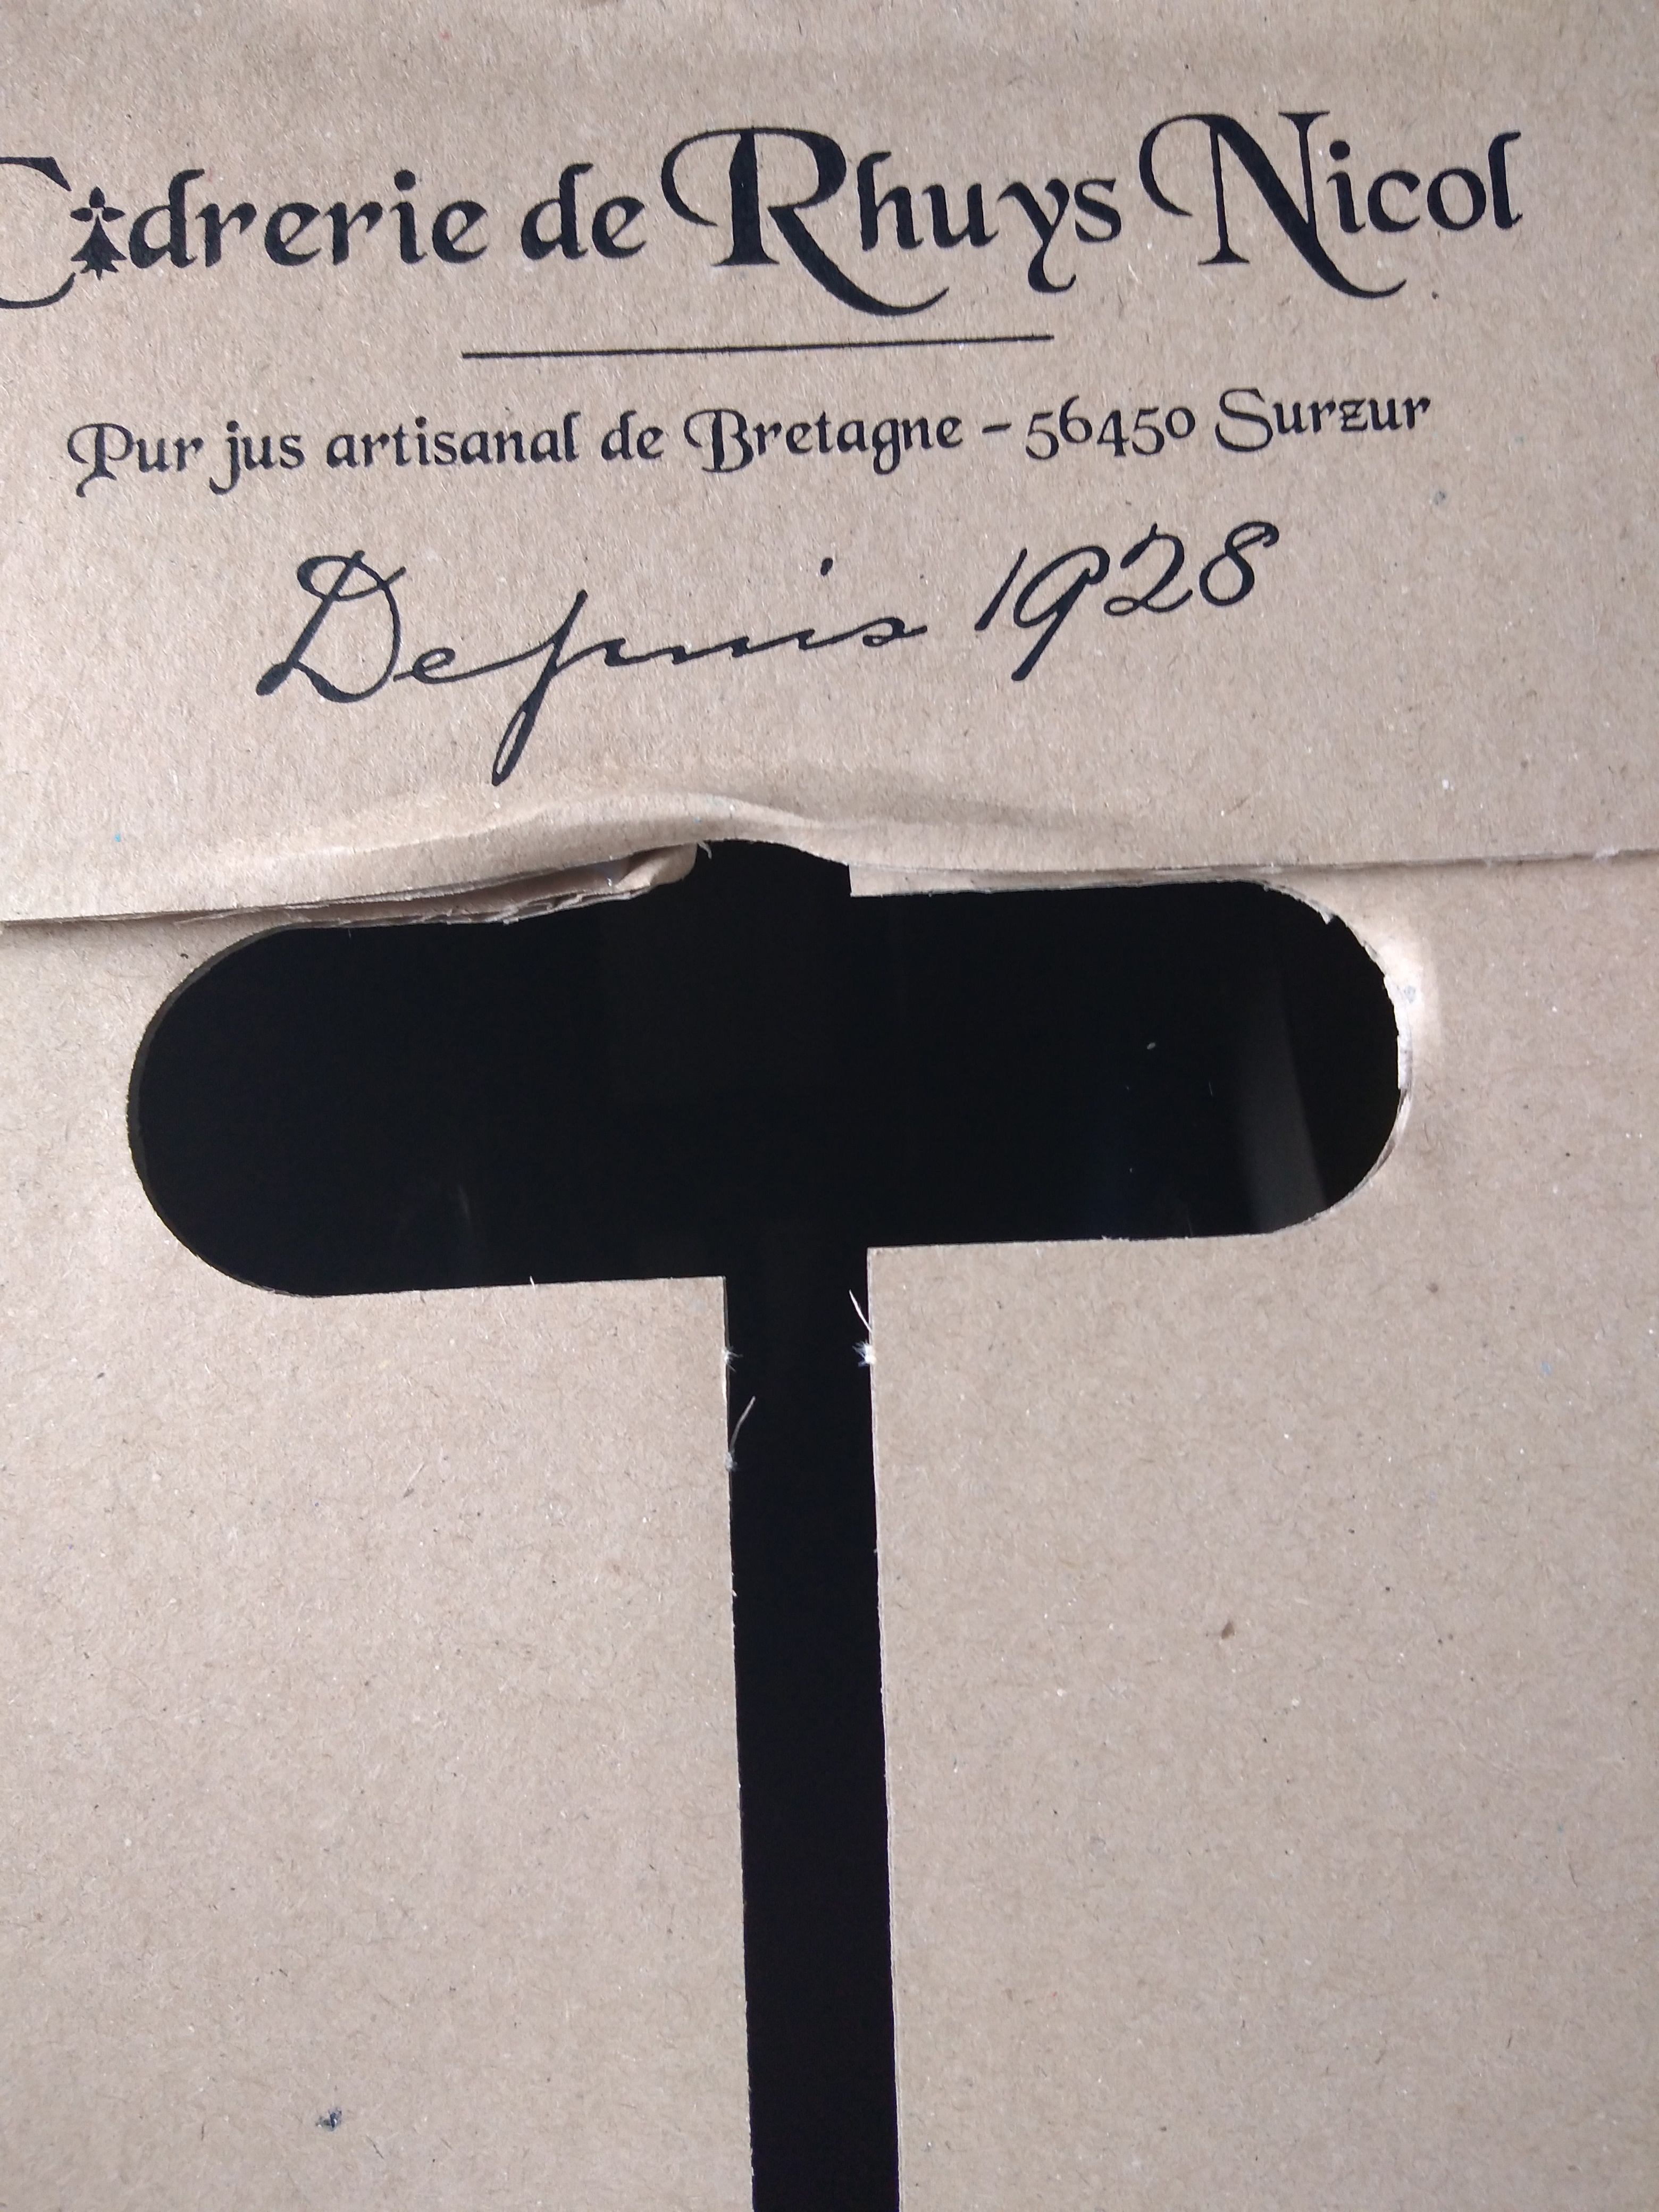 Cidrerie de Rhuys Nicol
Pur jus artisanal de Bretagne - 56450 Surzur
Depuis 1928